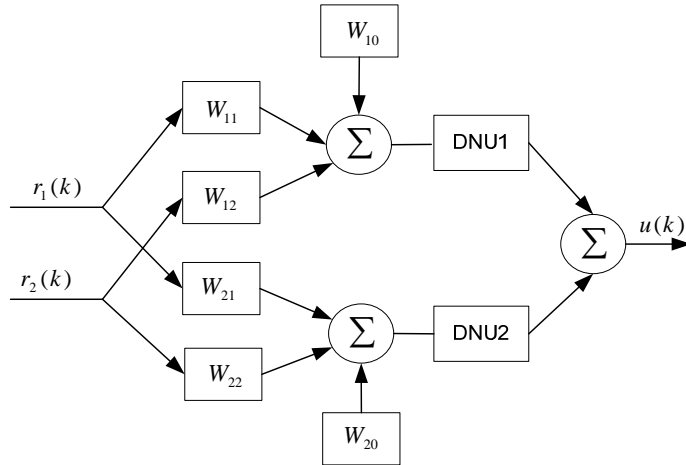 W₁₀
W₁₁
Σ
DNU1
r₁(k)
W₁₂
u(k)
Σ
r₂(k)
W₂₁
Σ
DNU2
W₂₂
W₂₀